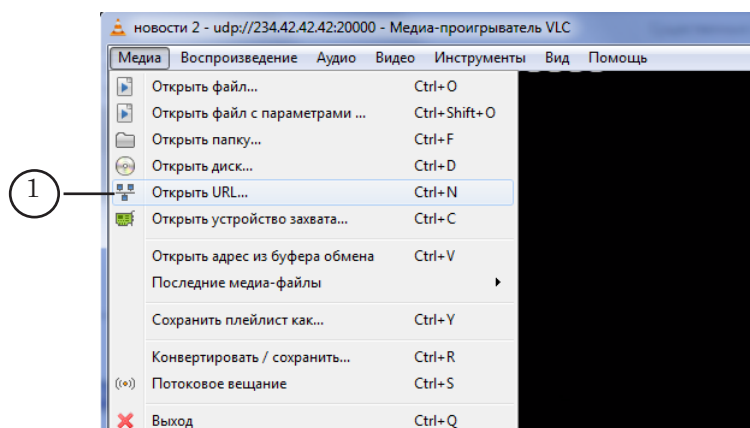 новости 2 - udp://234.42.42.42:20000 - Медиа-проигрыватель VLC
Медиа Воспроизведение Аудио Видео Инструменты Вид Помощь
Открыть файл... Ctrl+O
Открыть файл с параметрами ... Ctrl+Shift+O
Открыть папку... Ctrl+F
Открыть диск... Ctrl+D
1 Открыть URL... Ctrl+N
Открыть устройство захвата... Ctrl+C
Открыть адрес из буфера обмена Ctrl+V
Последние медиа-файлы
Сохранить плейлист как... Ctrl+Y
Конвертировать / сохранить... Ctrl+R
Потоковое вещание Ctrl+S
Выход Ctrl+Q